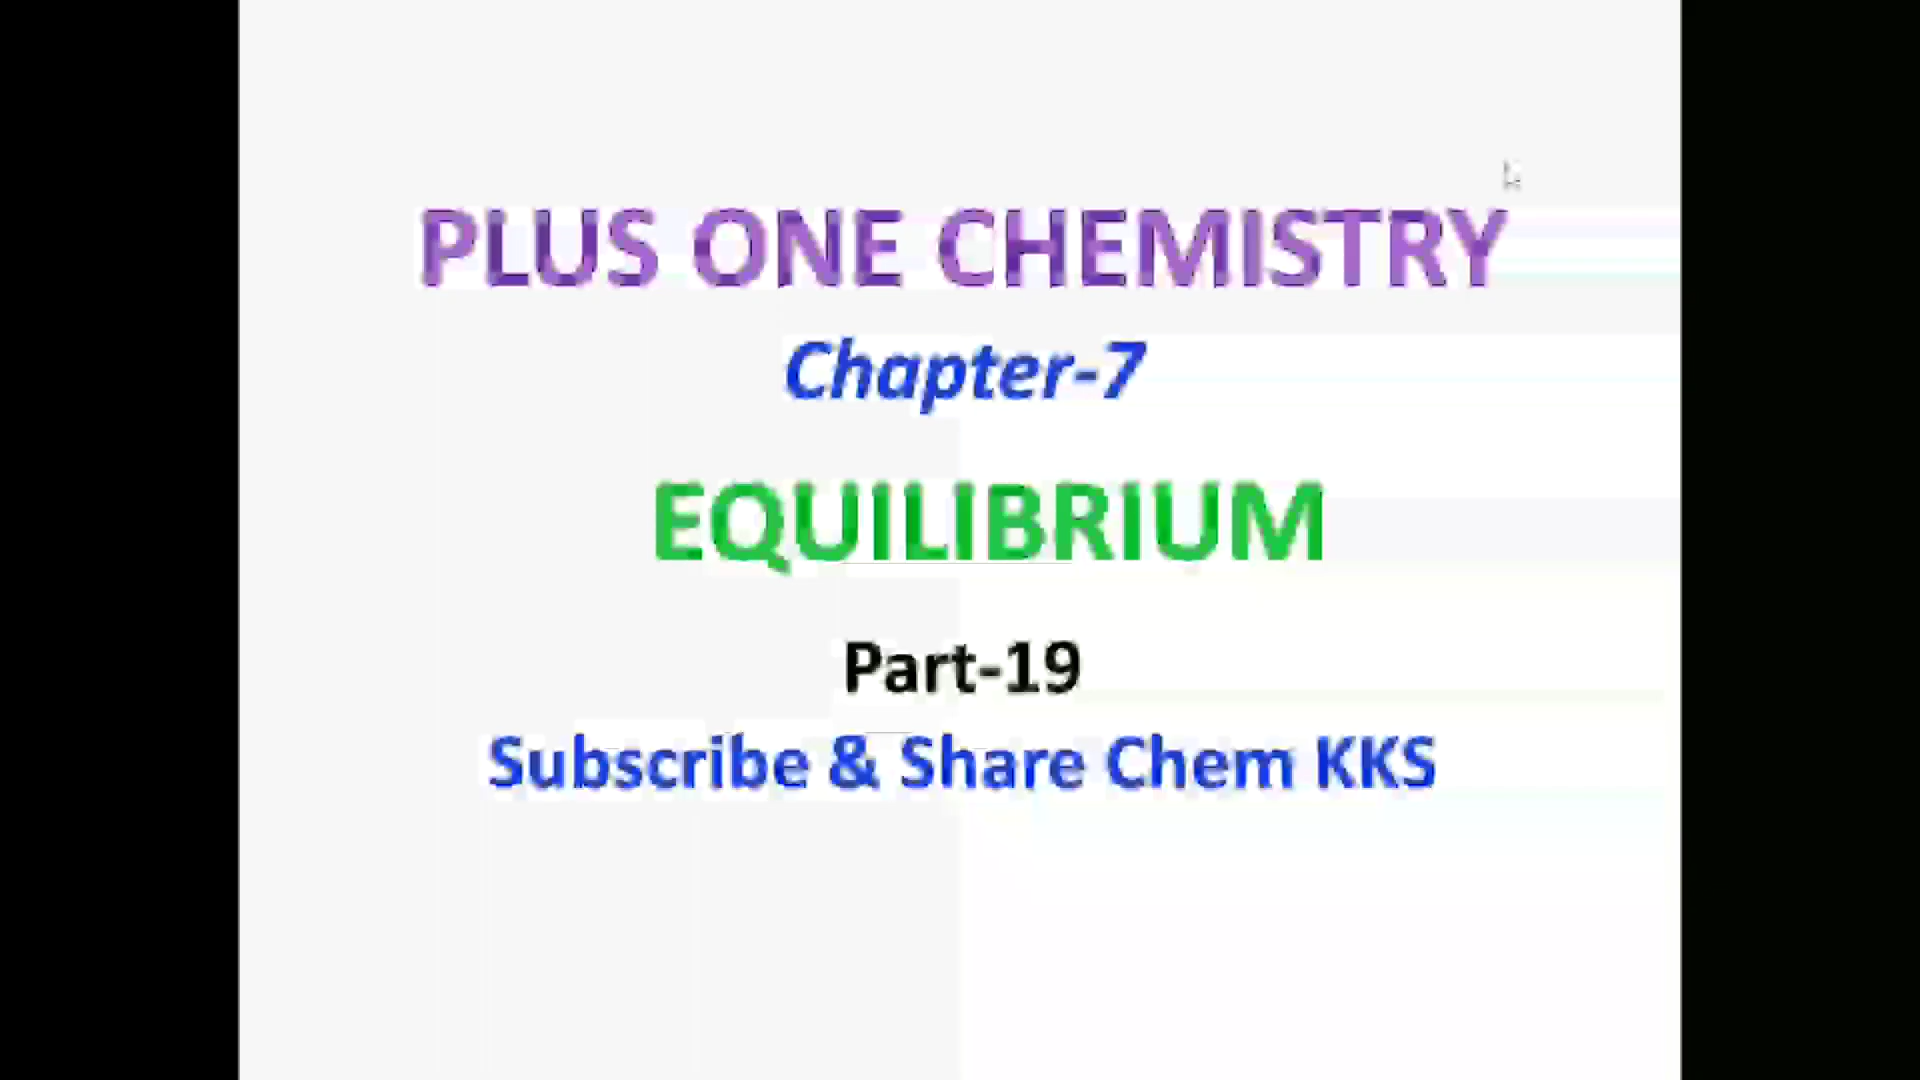 PLUS ONE CHEMISTRY
Chapter-7
EQUILIBRIUM
Part-19
Subscribe & Share Chem KKS